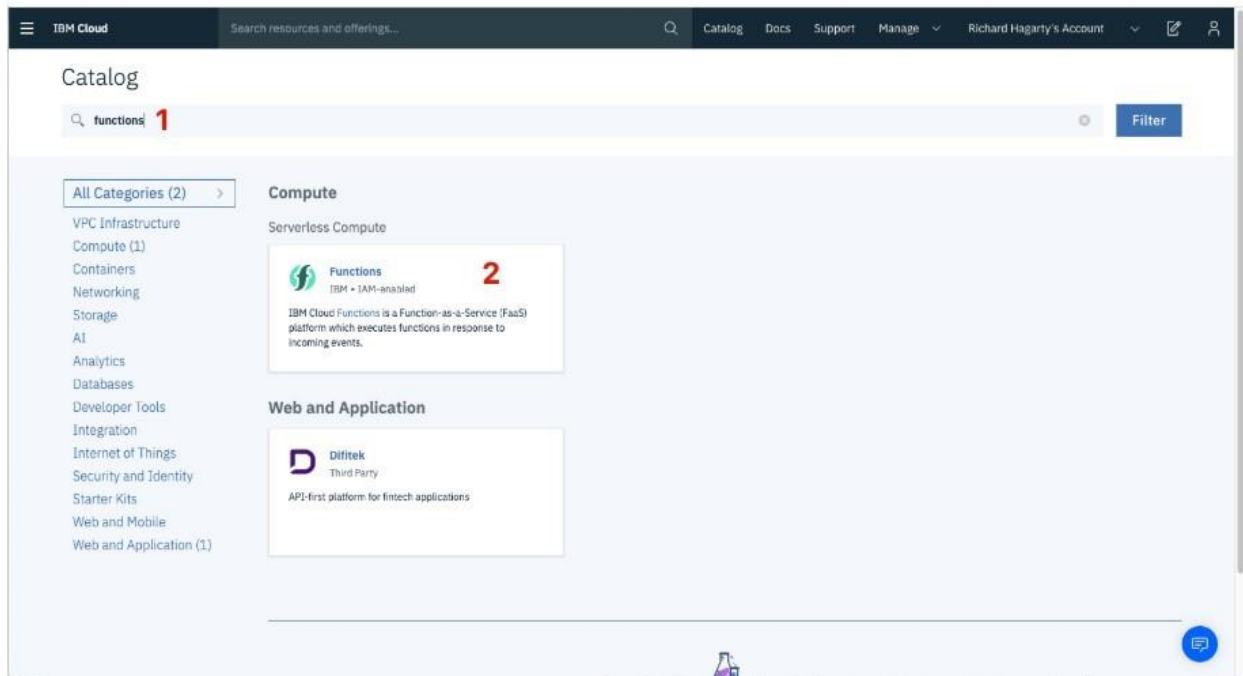 IBM Cloud
Search resources and offerings...
Catalog
Docs
Support
Manage
Richard Hagarty's Account
Catalog
functions
1
Filter
All Categories (2)
VPC Infrastructure
Compute (1)
Containers
Networking
Storage
AI
Analytics
Databases
Developer Tools
Integration
Internet of Things
Security and Identity
Starter Kits
Web and Mobile
Web and Application (1)
Compute
Serverless Compute
Functions
2
IBM • IAM-enabled
IBM Cloud Functions is a Function-as-a-Service (FaaS)
platform which executes functions in response to
incoming events.
Web and Application
Difitek
Third Party
API-first platform for fintech applications